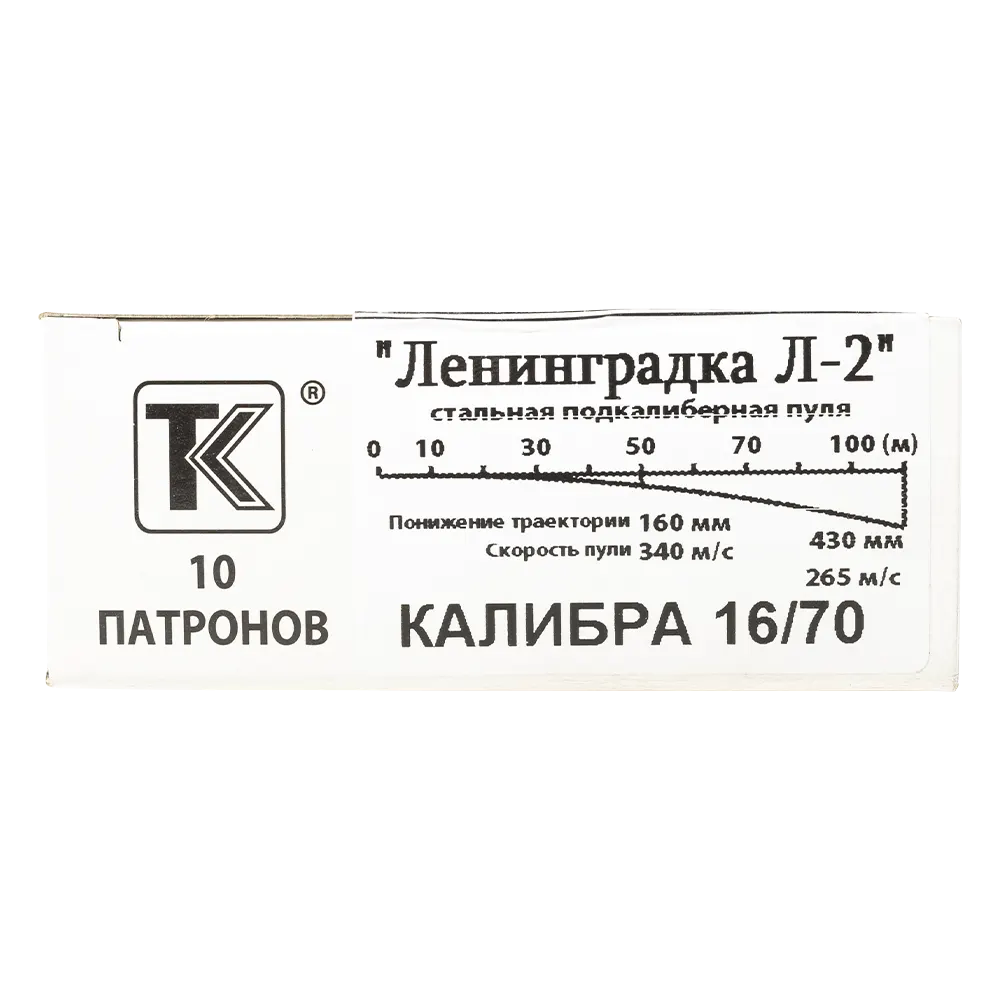 ТК®
10
ПАТРОНОВ
"Ленинградка Л-2"
стальная подкалиберная пуля
0 10 30 50 70 100 (м)
Понижение траектории 160 мм
430 мм
Скорость пули 340 м/с
265 м/с
КАЛИБРА 16/70